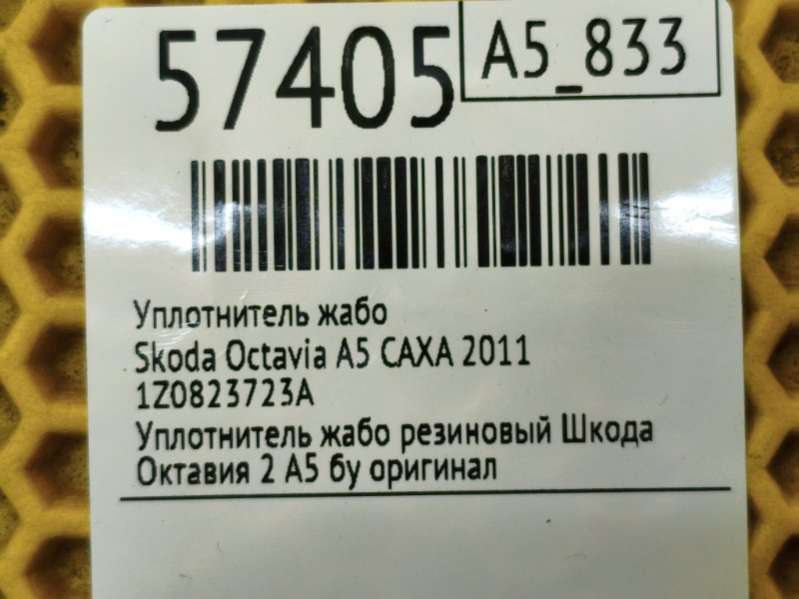 57405
A5_833
Уплотнитель жабо
Skoda Octavia A5 CAXA 2011
1Z0823723A
Уплотнитель жабо резиновый Шкода
Октавия 2 А5 бу оригинал